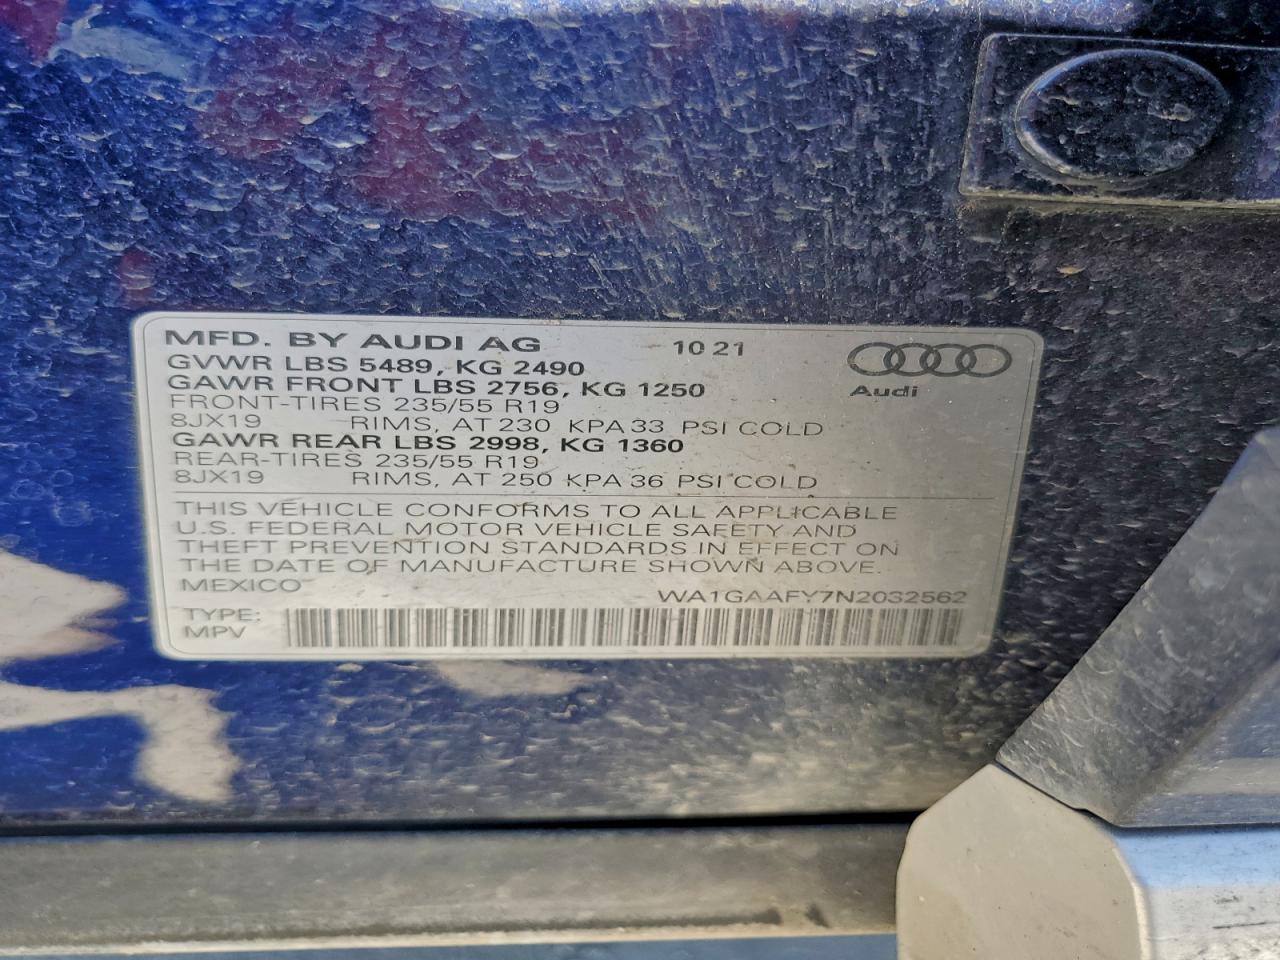 MFD. BY AUDI AG 10 21
GVWR LBS 5489, KG 2490
GAWR FRONT LBS 2756, KG 1250
Audi
FRONT-TIRES 235/55 R19
8JX19 RIMS, AT 230 KPA 33 PSI COLD
GAWR REAR LBS 2998, KG 1360
REAR-TIRES 235/55 R19
8JX19 RIMS, AT 250 KPA 36 PSI COLD
THIS VEHICLE CONFORMS TO ALL APPLICABLE
U.S. FEDERAL MOTOR VEHICLE SAFETY AND
THEFT PREVENTION STANDARDS IN EFFECT ON
THE DATE OF MANUFACTURE SHOWN ABOVE.
MEXICO WA1GAAFY7N2032562
TYPE:
MPV